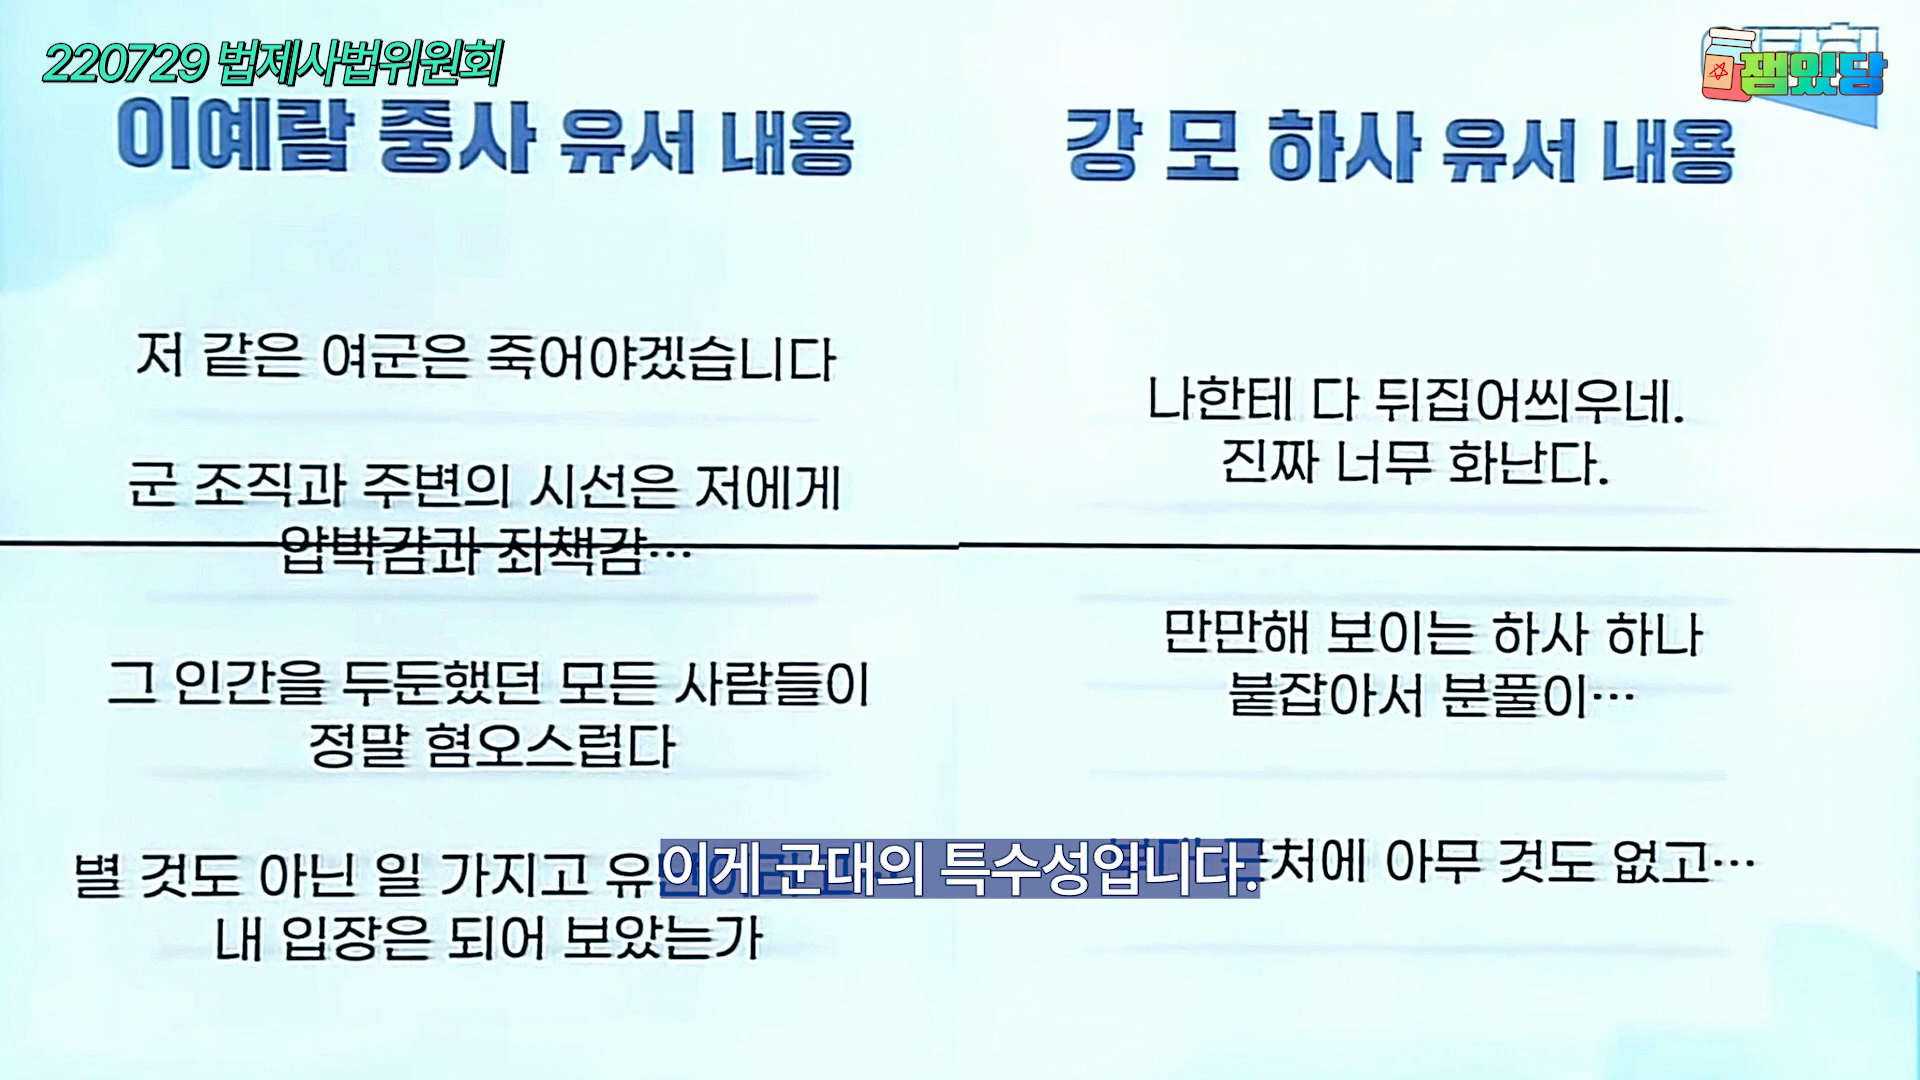 220729 법제사법위원회
잼있당
이예람 중사 유서 내용
저 같은 여군은 죽어야겠습니다
군 조직과 주변의 시선은 저에게
압박감과 죄책감…
그 인간을 두둔했던 모든 사람들이
정말 혐오스럽다
별 것도 아닌 일 가지고
내 입장은 되어 보았는가
강 모 하사 유서 내용
나한테 다 뒤집어씌우네.
진짜 너무 화난다.
만만해 보이는 하사 하나
붙잡아서 분풀이…
아무 것도 없고…
이게 군대의 특수성입니다.